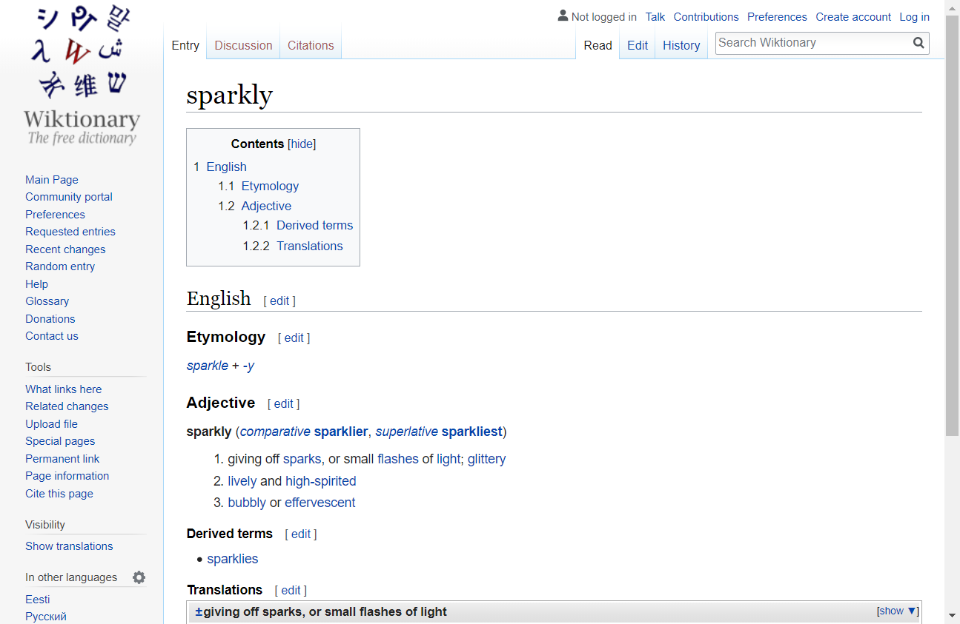 Not logged in Talk Contributions Preferences Create account Log in
Entry Discussion Citations Read Edit History Search Wiktionary
Wiktionary
The free dictionary
Main Page
Community portal
Preferences
Requested entries
Recent changes
Random entry
Help
Glossary
Donations
Contact us
Tools
What links here
Related changes
Upload file
Special pages
Permanent link
Page information
Cite this page
Visibility
Show translations
In other languages
Eesti
Русский
sparkly
Contents [hide]
1 English
1.1 Etymology
1.2 Adjective
1.2.1 Derived terms
1.2.2 Translations
English [ edit ]
Etymology [ edit ]
sparkle + -y
Adjective [ edit ]
sparkly (comparative sparklier, superlative sparkliest)
1. giving off sparks, or small flashes of light; glittery
2. lively and high-spirited
3. bubbly or effervescent
Derived terms [ edit ]
• sparklies
Translations [ edit ]
±giving off sparks, or small flashes of light [show ▼]